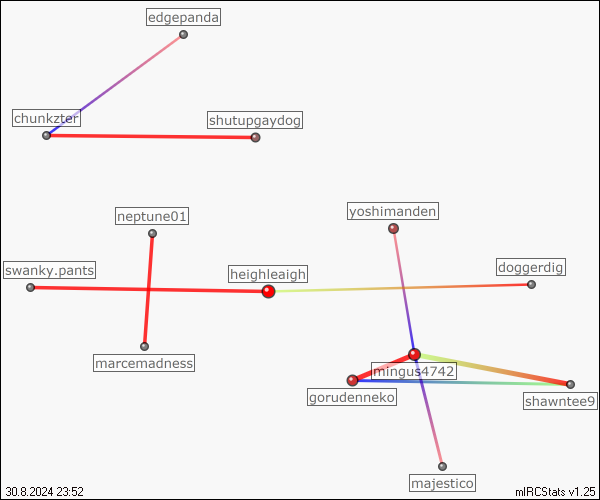 edgepanda
chunkzter
shutupgaydog
neptune01
yoshimanden
swanky.pants
heighleaigh
doggerdig
marcemadness
mingus4742
gorudenneko
shawntee9
majestico
30.8.2024 23:52
mIRCStats v1.25